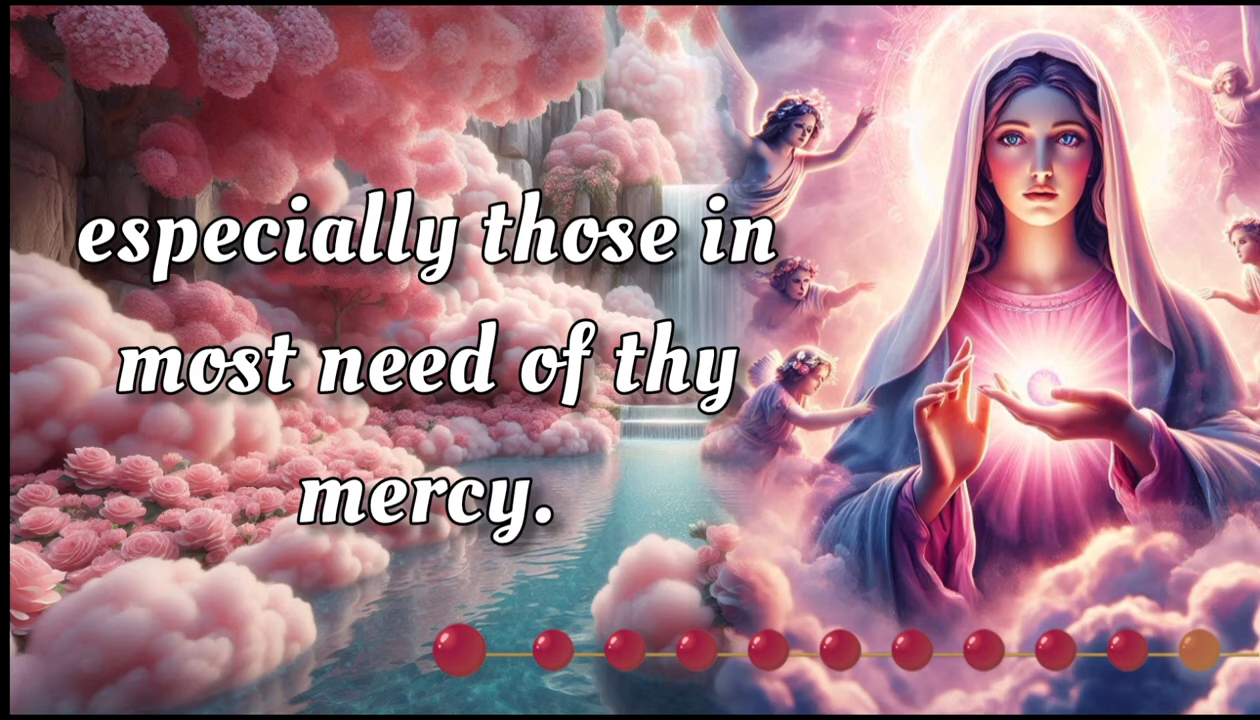 especially those in
most need of thy
mercy.